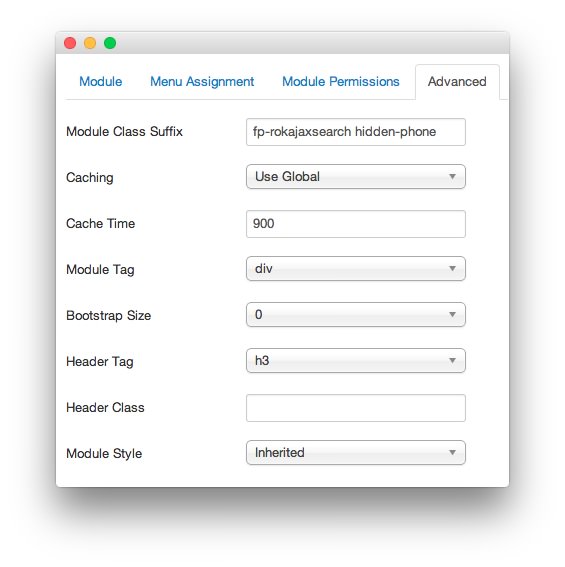 Module Menu Assignment Module Permissions Advanced
Module Class Suffix fp-rokajaxsearch hidden-phone
Caching Use Global
Cache Time 900
Module Tag div
Bootstrap Size 0
Header Tag h3
Header Class
Module Style Inherited